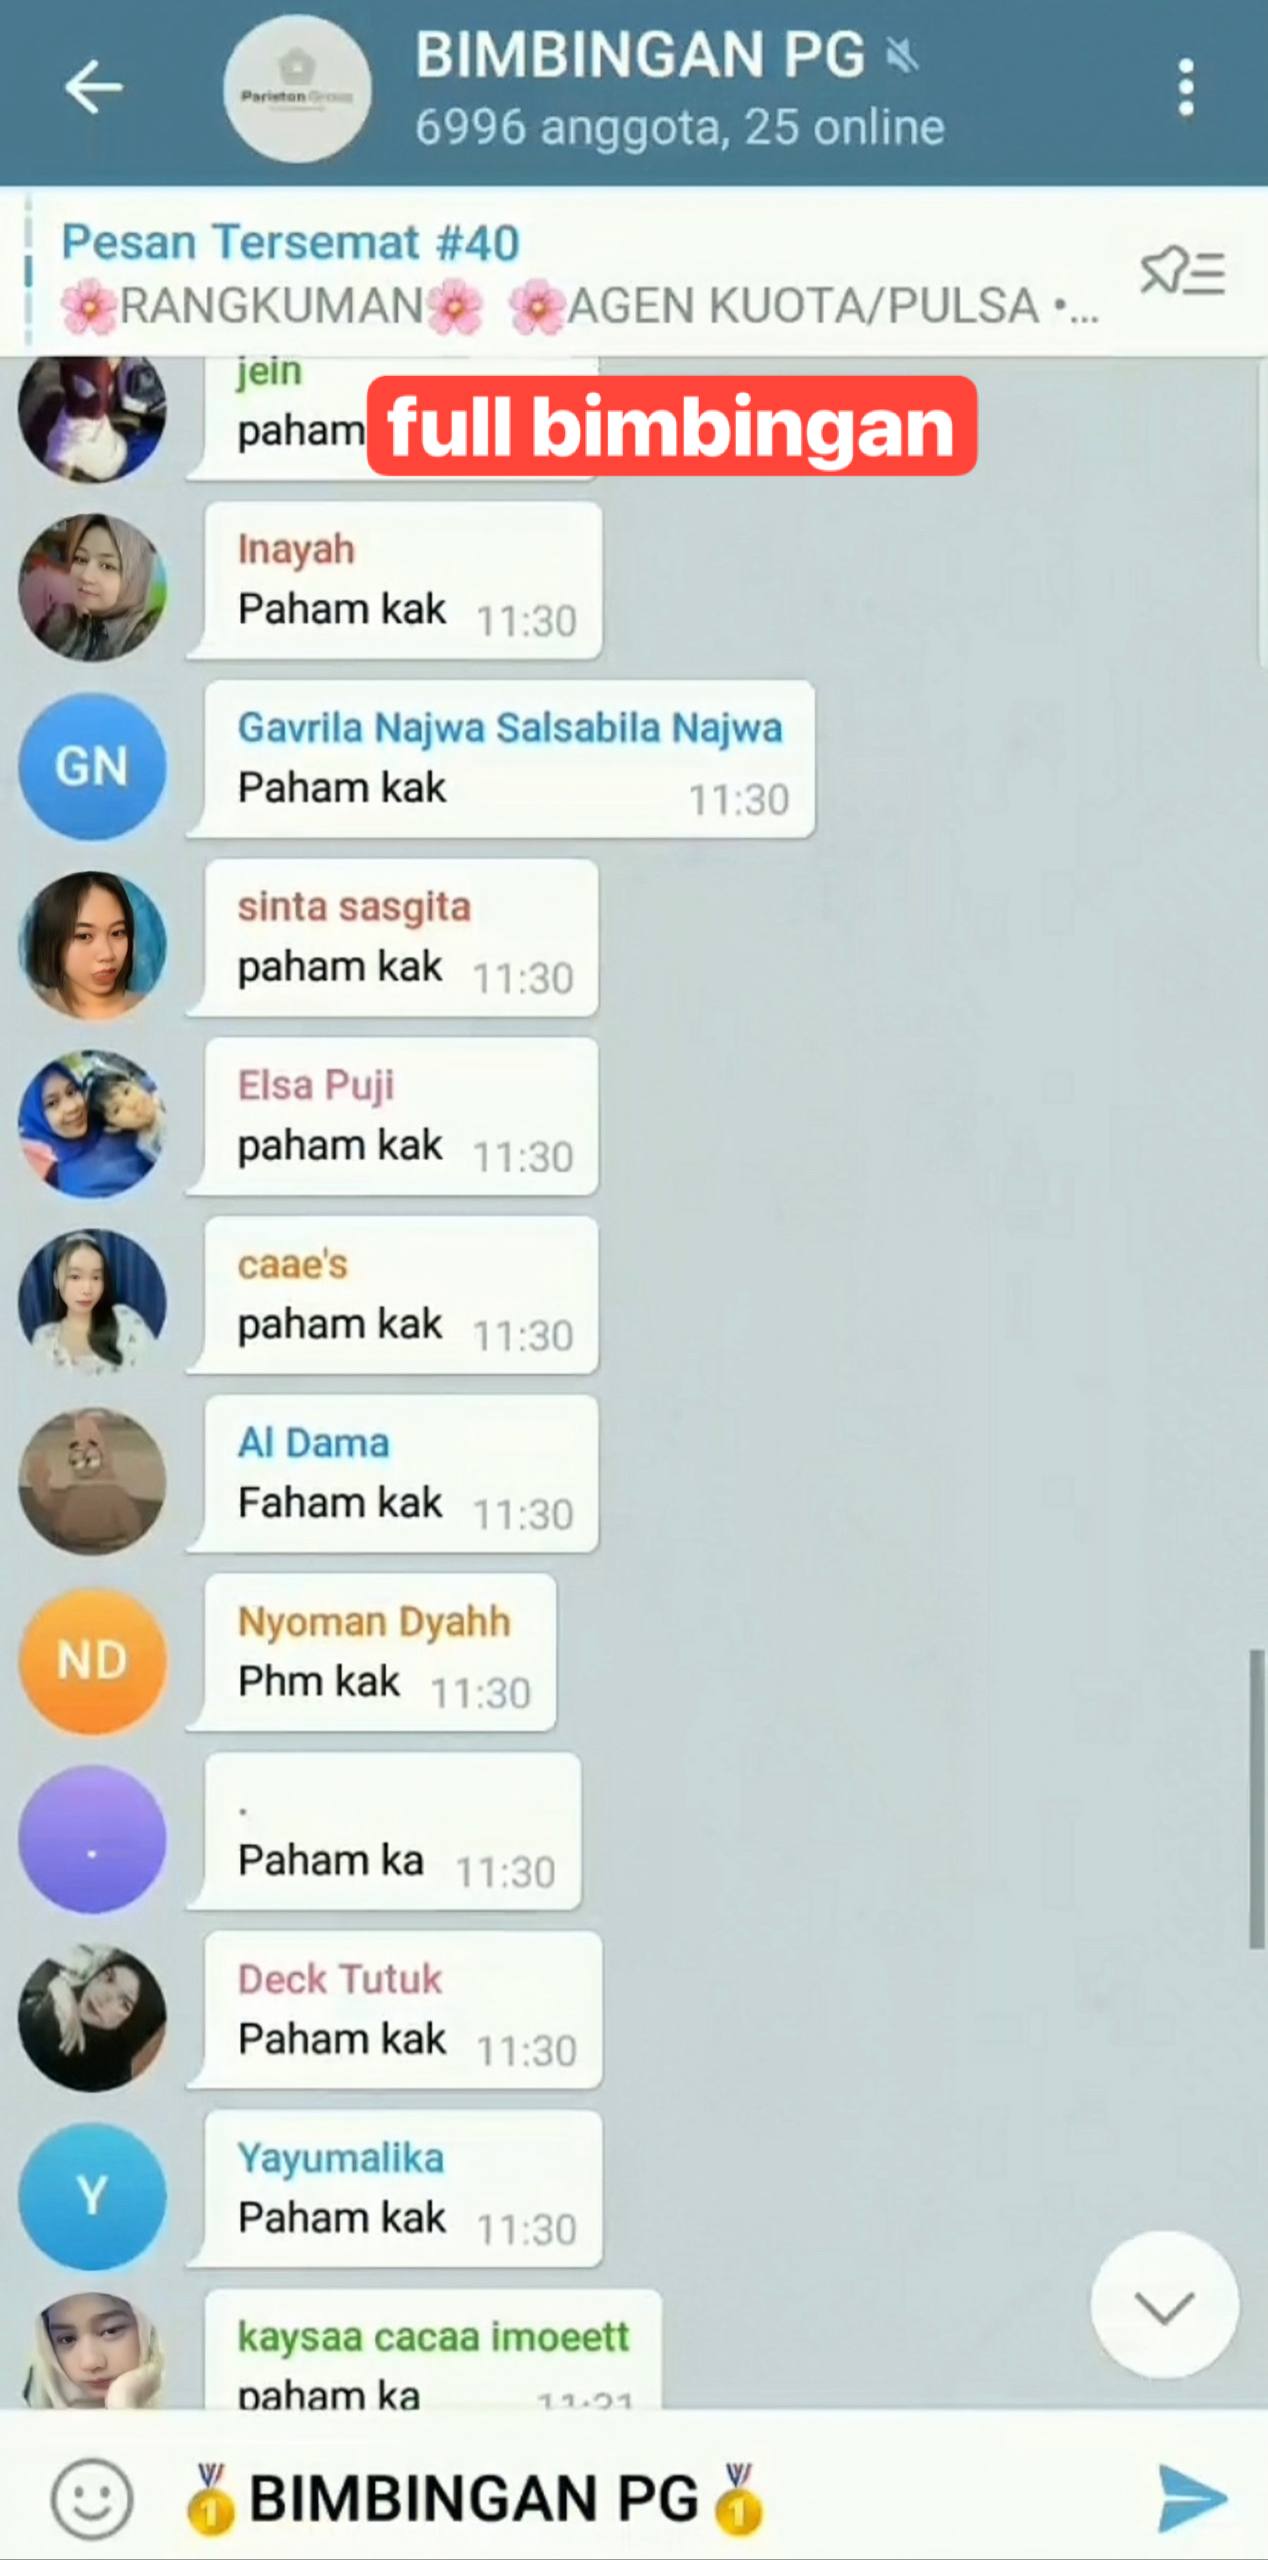 BIMBINGAN PG
Pariston Group
6996 anggota, 25 online
Pesan Tersemat #40
🌸RANGKUMAN🌸 🌸AGEN KUOTA/PULSA •...
jein
paham
full bimbingan
Inayah
Paham kak 11:30
GN
Gavrila Najwa Salsabila Najwa
Paham kak 11:30
sinta sasgita
paham kak 11:30
Elsa Puji
paham kak 11:30
caae's
paham kak 11:30
Al Dama
Faham kak 11:30
ND
Nyoman Dyahh
Phm kak 11:30
.
.
Paham ka 11:30
Deck Tutuk
Paham kak 11:30
Y
Yayumalika
Paham kak 11:30
kaysaa cacaa imoeett
paham ka 11:31
🥇BIMBINGAN PG🥇